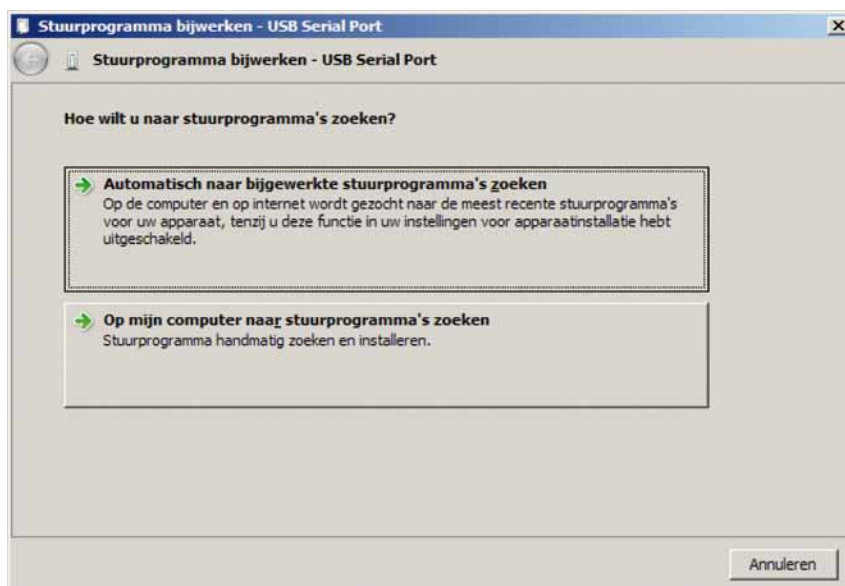 Stuurprogramma bijwerken - USB Serial Port
Stuurprogramma bijwerken - USB Serial Port
Hoe wilt u naar stuurprogramma's zoeken?
Automatisch naar bijgewerkte stuurprogramma's zoeken
Op de computer en op internet wordt gezocht naar de meest recente stuurprogramma's
voor uw apparaat, tenzij u deze functie in uw instellingen voor apparaatinstallatie hebt
uitgeschakeld.
Op mijn computer naar stuurprogramma's zoeken
Stuurprogramma handmatig zoeken en installeren.
Annuleren